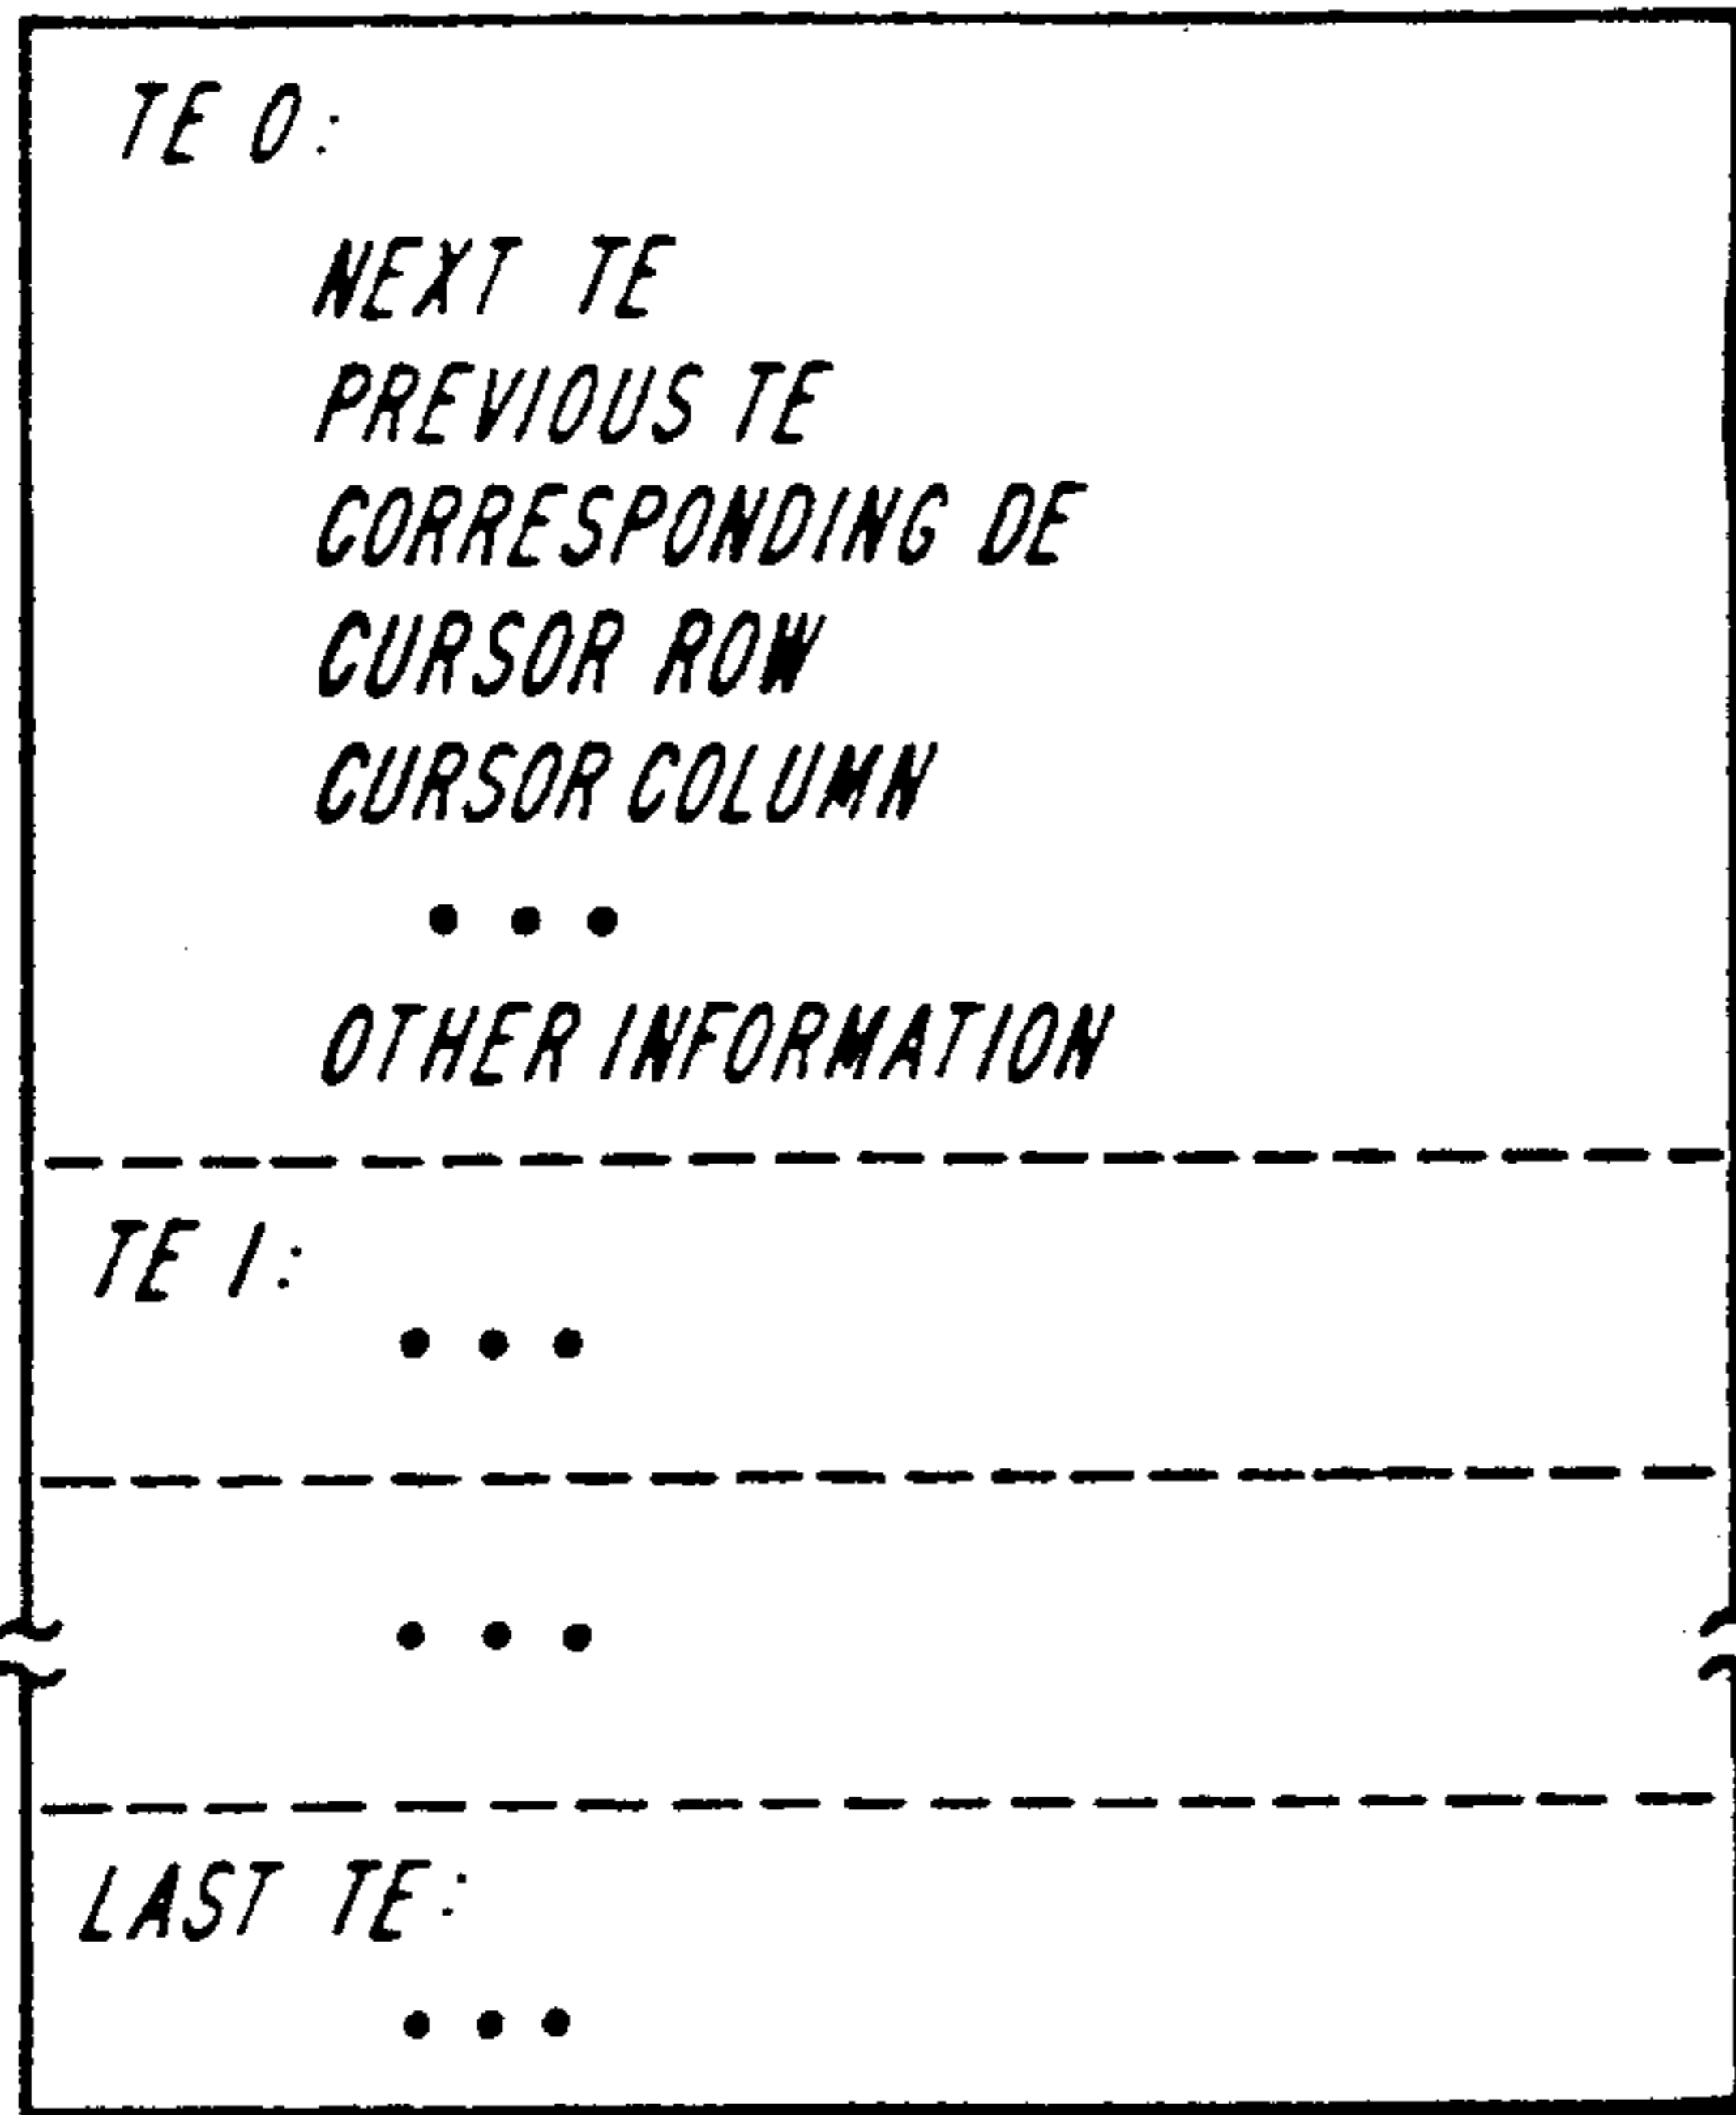 TE 0:
NEXT TE
PREVIOUS TE
CORRESPONDING DE
CURSOR ROW
CURSOR COLUMN
• • •
OTHER INFORMATION
TE 1:
• • •
• • •
LAST TE:
• • •